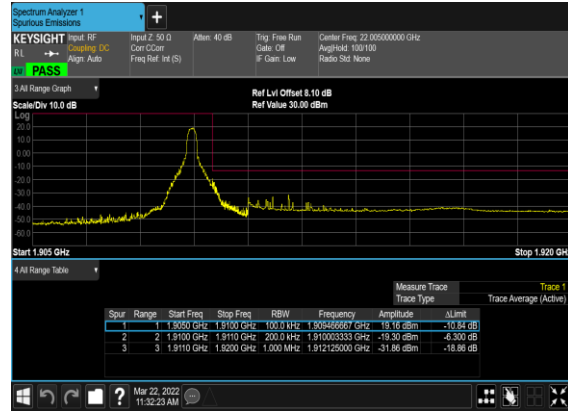 Spectrum Analyzer 1
Spurious Emissions
KEYSIGHT Input: RF Input Z: 50 Ω Atten: 40 dB Trig: Free Run Center Freq: 22.005000000 GHz
RL Coupling: DC Corr CCorr Gate: Off Avg|Hold: 100/100
Align: Auto Freq Ref: Int (S) IF Gain: Low Radio Std: None
PASS
3 All Range Graph
Ref Lvl Offset 8.10 dB
Scale/Div 10.0 dB Ref Value 30.00 dBm
Log
20.0
10.0
0.00
-10.0
-20.0
-30.0
-40.0
-50.0
-60.0
Start 1.905 GHz Stop 1.920 GHz
4 All Range Table
Measure Trace Trace 1
Trace Type Trace Average (Active)
Spur Range Start Freq Stop Freq RBW Frequency Amplitude ΔLimit
1 1 1.9050 GHz 1.9100 GHz 100.0 kHz 1.909466667 GHz 19.16 dBm -10.84 dB
2 2 1.9100 GHz 1.9110 GHz 200.0 kHz 1.910003333 GHz -19.30 dBm -6.300 dB
3 3 1.9110 GHz 1.9200 GHz 1.000 MHz 1.912125000 GHz -31.86 dBm -18.86 dB
? Mar 22, 2022
11:32:23 AM